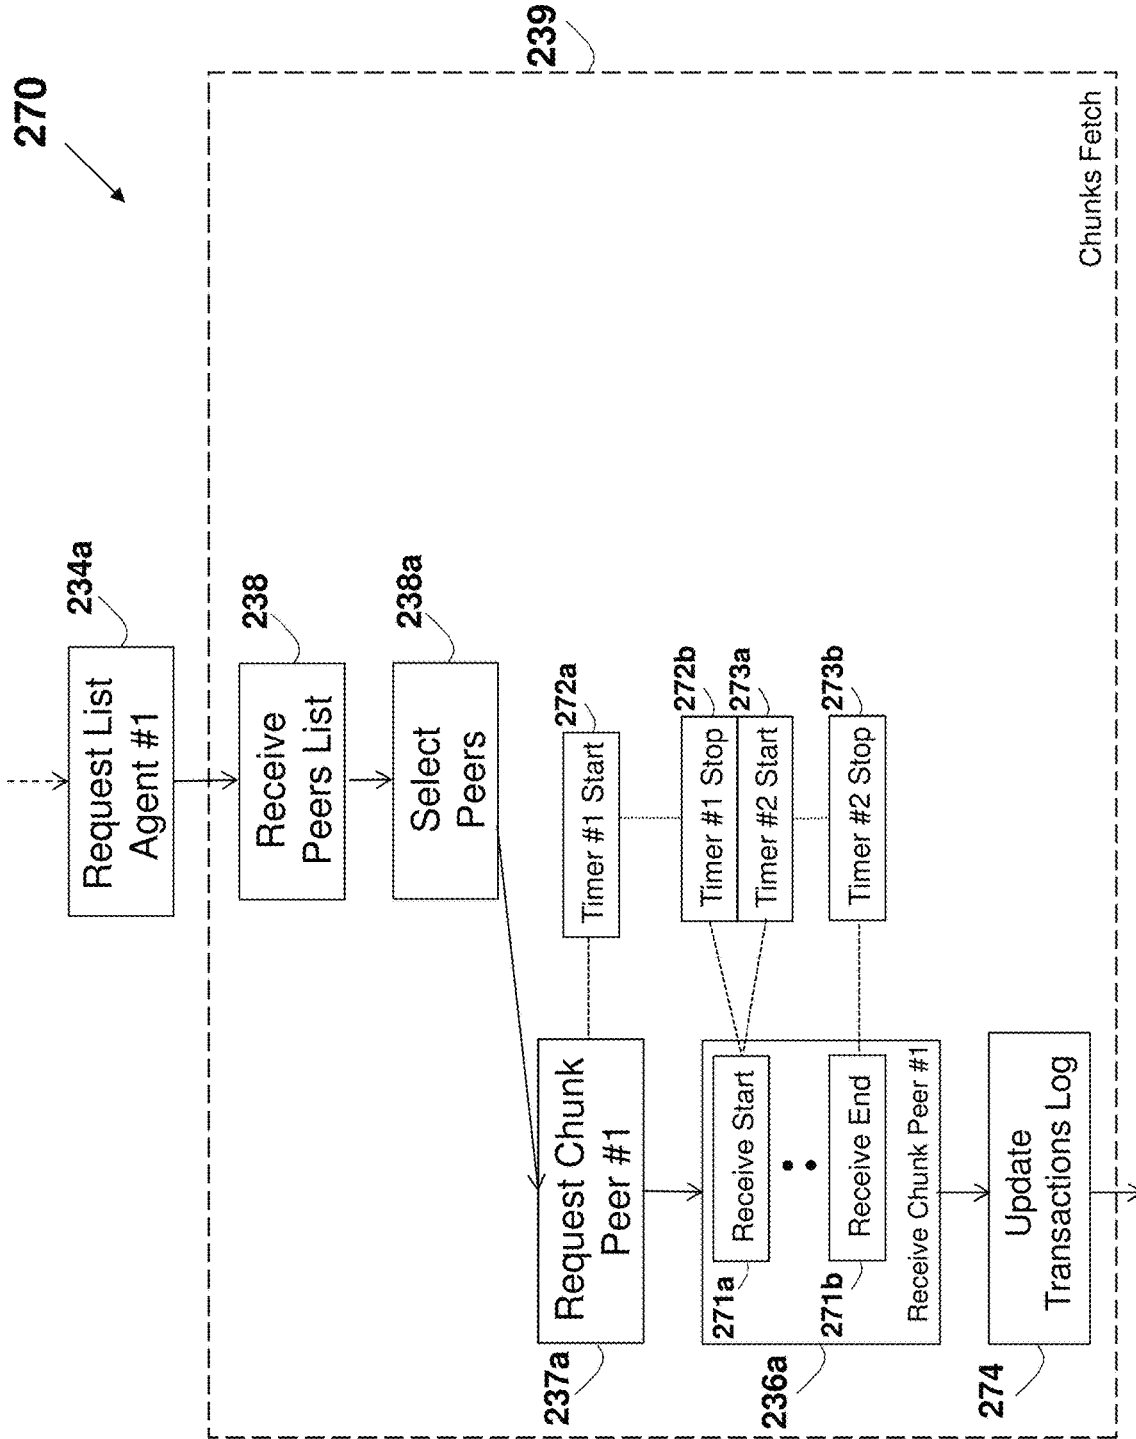 270
239
234a
Request List
Agent #1
238
Receive
Peers List
238a
Select
Peers
272a
Timer #1 Start
272b
Timer #1 Stop
273a
Timer #2 Start
273b
Timer #2 Stop
237a
Request Chunk
Peer #1
271a
Receive Start
271b
Receive End
Receive Chunk Peer #1
236a
274
Update
Transactions Log
Chunks Fetch